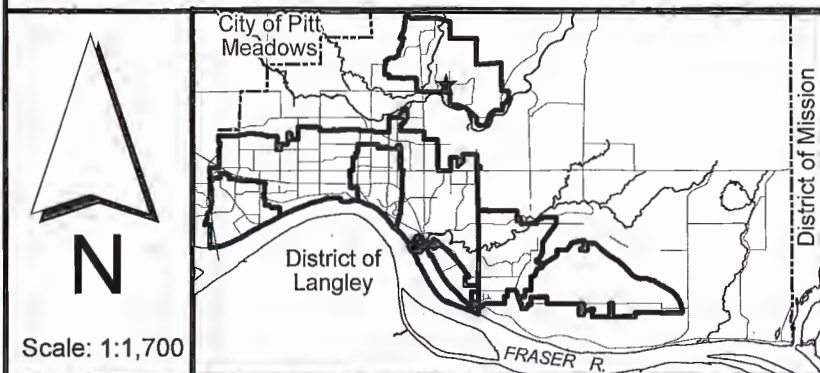 City of Pitt
Meadows
District of Mission
N
District of
Langley
Scale: 1:1,700
FRASER R.